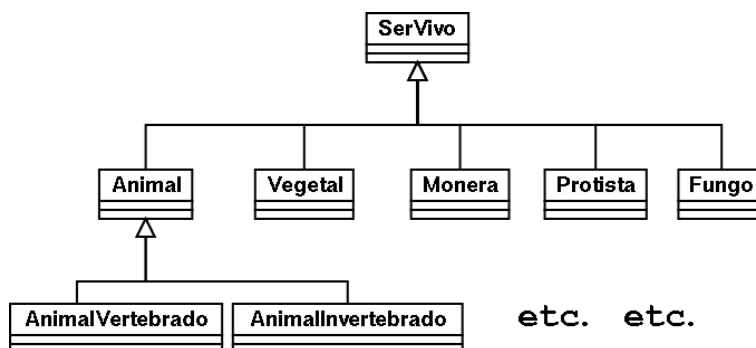 SerVivo
Animal Vegetal Monera Protista Fungo
AnimalVertebrado AnimalInvertebrado etc. etc.